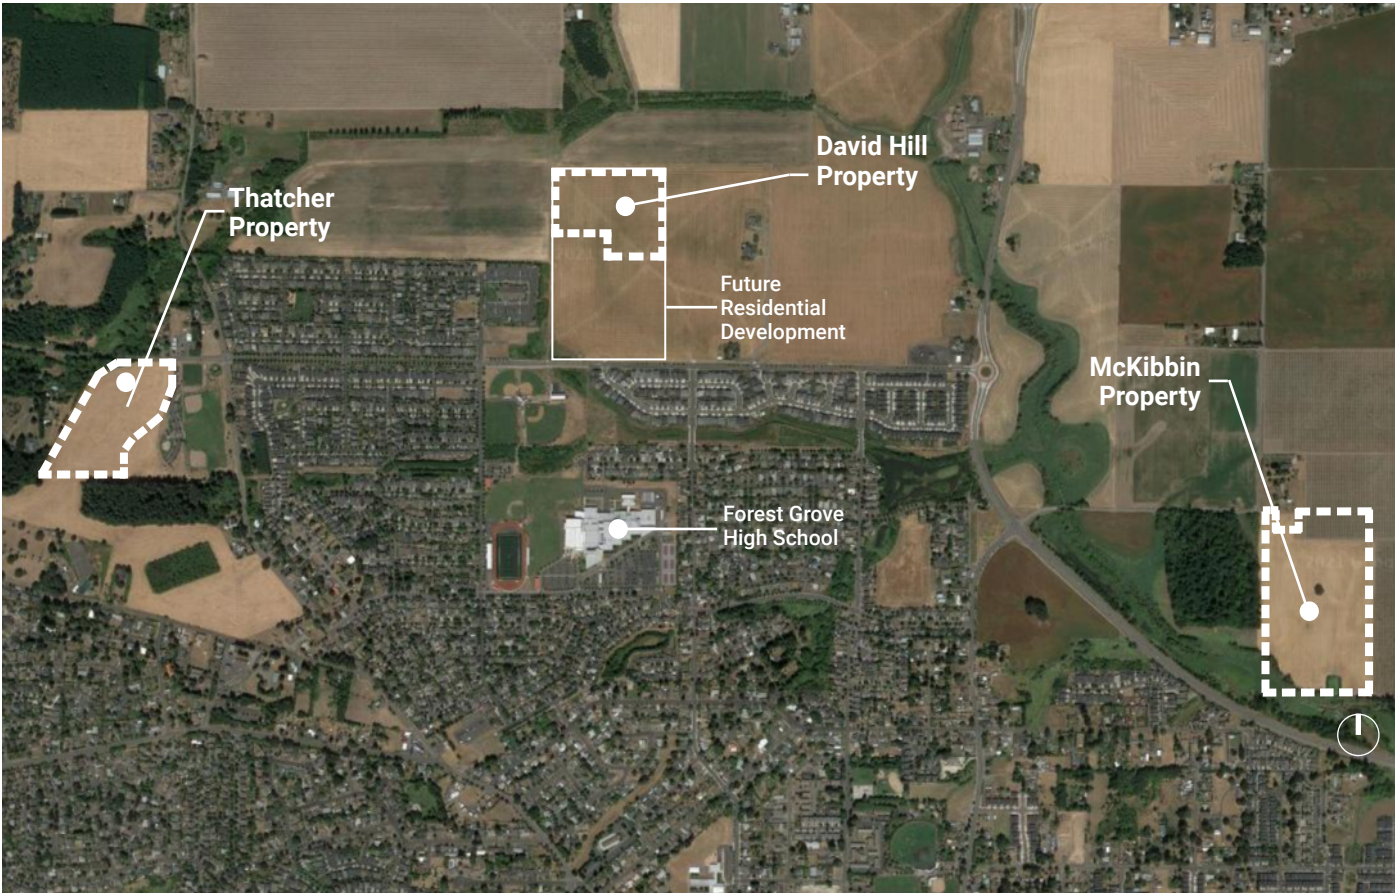 David Hill
Property
Thatcher
Property
Future
Residential
Development
McKibbin
Property
Forest Grove
High School